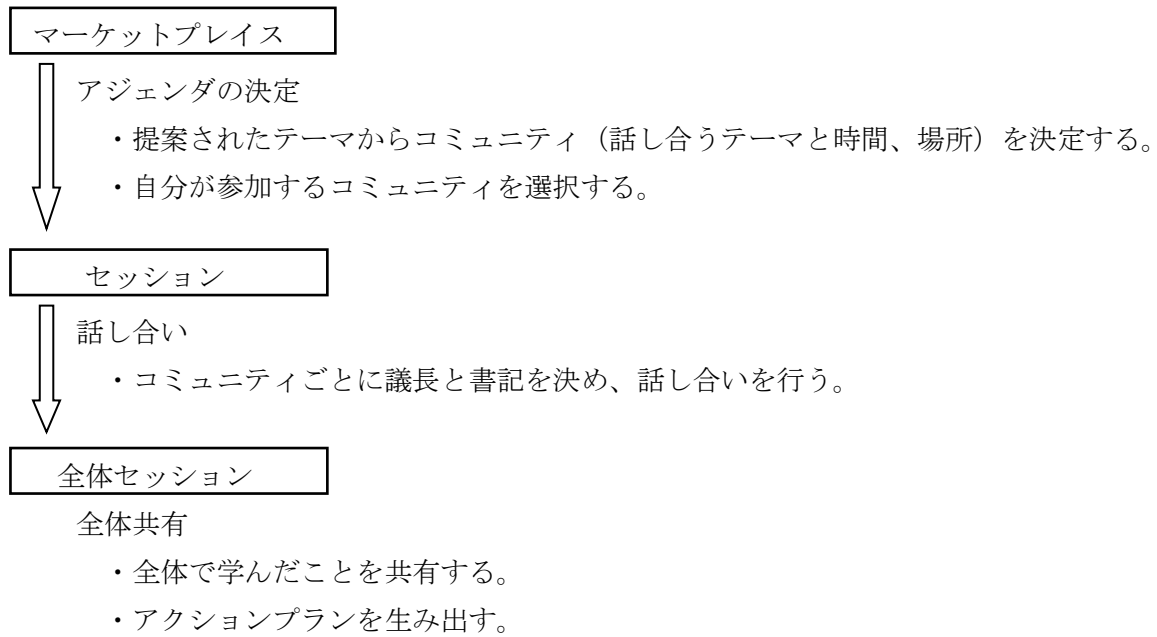 マーケットプレイス
アジェンダの決定
・提案されたテーマからコミュニティ（話し合うテーマと時間、場所）を決定する。
・自分が参加するコミュニティを選択する。
セッション
話し合い
・コミュニティごとに議長と書記を決め、話し合いを行う。
全体セッション
全体共有
・全体で学んだことを共有する。
・アクションプランを生み出す。